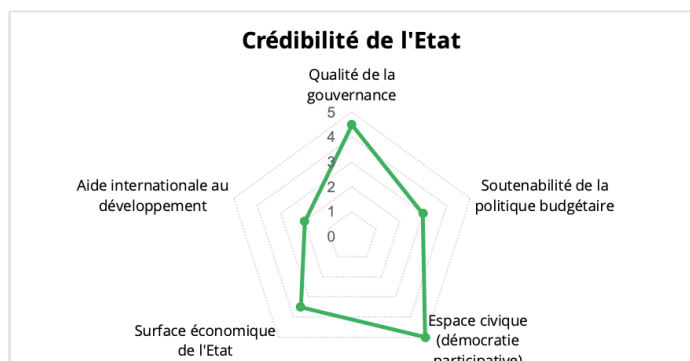 Crédibilité de l'Etat
Qualité de la
gouvernance
5
4
3
2
1
0
Aide internationale au
développement
Soutenabilité de la
politique budgétaire
Surface économique
de l'Etat
Espace civique
(démocratie
participative)